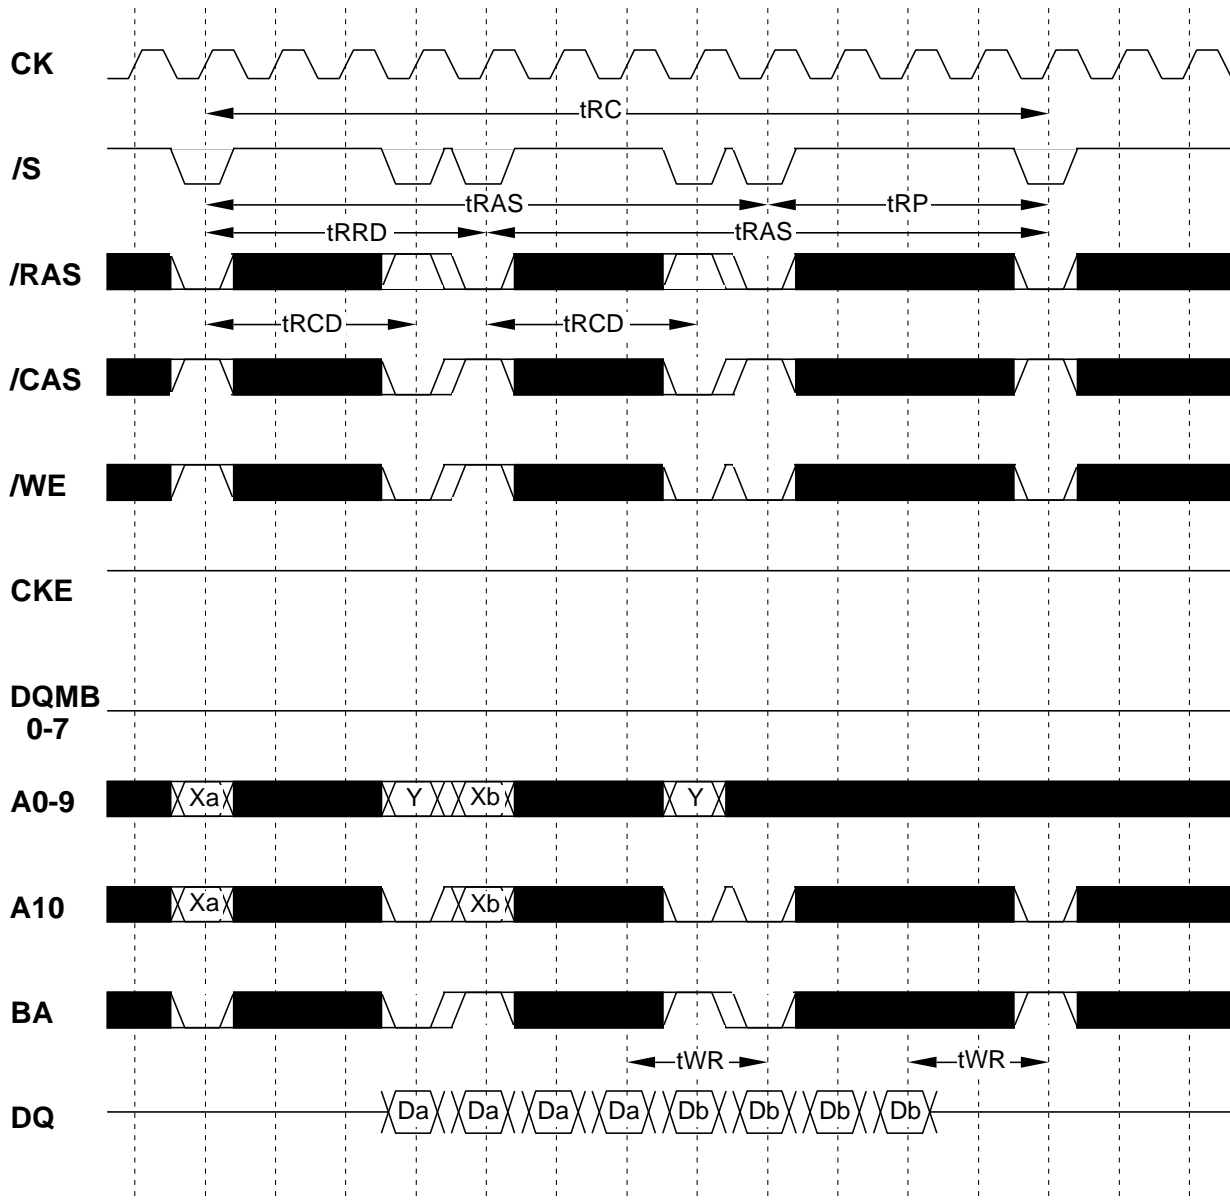 CK
tRC
/S
tRAS tRP
tRRD tRAS
/RAS
tRCD tRCD
/CAS
/WE
CKE
DQMB
0-7
A0-9 Xa Y Xb Y
A10 Xa Xb
BA
tWR tWR
DQ Da Da Da Da Db Db Db Db